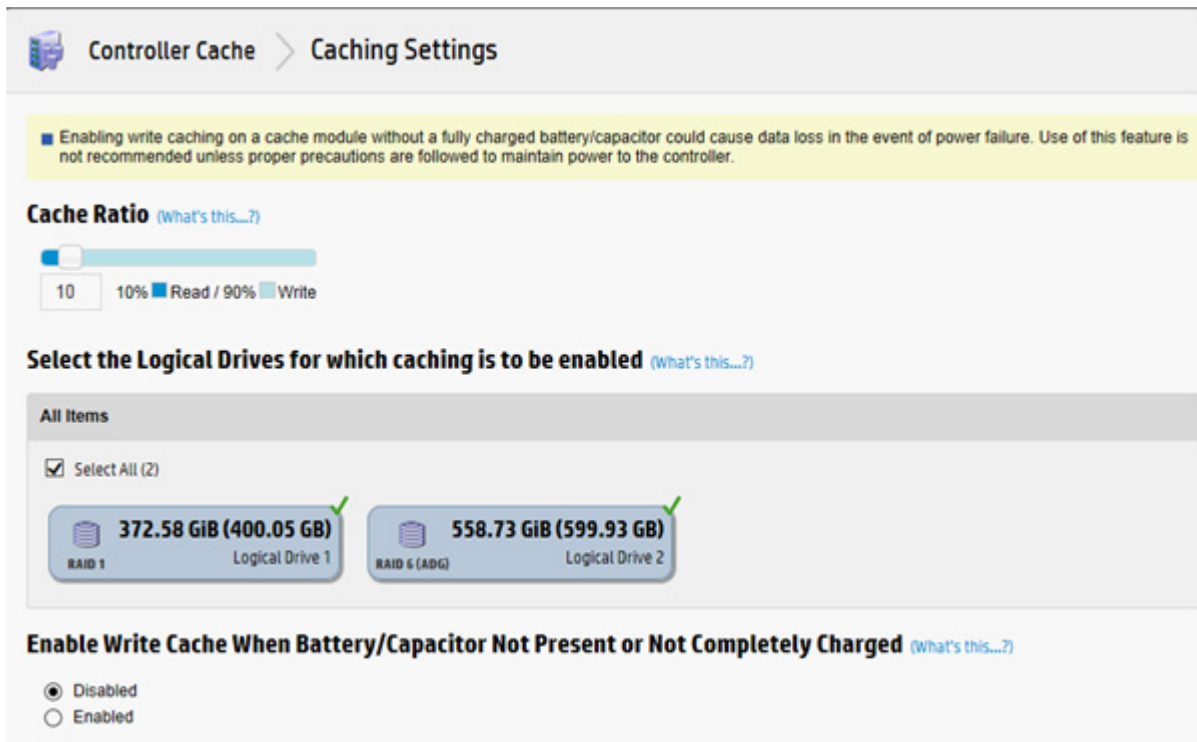 Controller Cache Caching Settings
Enabling write caching on a cache module without a fully charged battery/capacitor could cause data loss in the event of power failure. Use of this feature is
not recommended unless proper precautions are followed to maintain power to the controller.
Cache Ratio (What's this...?)
10 10% Read / 90% Write
Select the Logical Drives for which caching is to be enabled (What's this...?)
All Items
Select All (2)
372.58 GiB (400.05 GB)
RAID 1 Logical Drive 1
558.73 GiB (599.93 GB)
RAID 6 (ADG) Logical Drive 2
Enable Write Cache When Battery/Capacitor Not Present or Not Completely Charged (What's this...?)
Disabled
Enabled